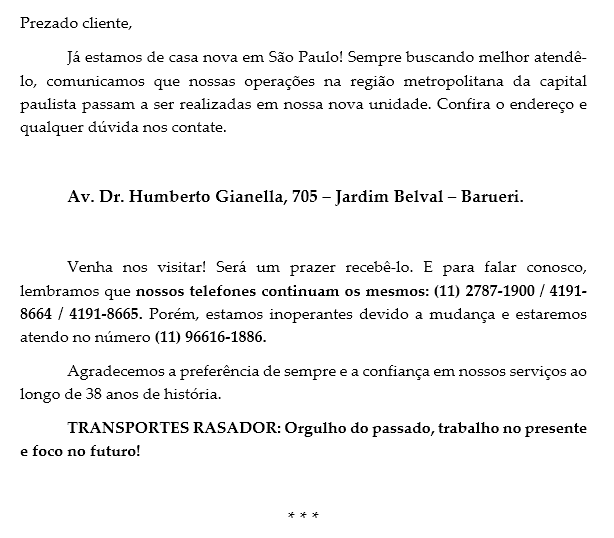 Prezado cliente,
Já estamos de casa nova em São Paulo! Sempre buscando melhor atendê-
lo, comunicamos que nossas operações na região metropolitana da capital
paulista passam a ser realizadas em nossa nova unidade. Confira o endereço e
qualquer dúvida nos contate.
Av. Dr. Humberto Gianella, 705 – Jardim Belval – Barueri.
Venha nos visitar! Será um prazer recebê-lo. E para falar conosco,
lembramos que nossos telefones continuam os mesmos: (11) 2787-1900 / 4191-
8664 / 4191-8665. Porém, estamos inoperantes devido a mudança e estaremos
atendo no número (11) 96616-1886.
Agradecemos a preferência de sempre e a confiança em nossos serviços ao
longo de 38 anos de história.
TRANSPORTES RASADOR: Orgulho do passado, trabalho no presente
e foco no futuro!
* * *